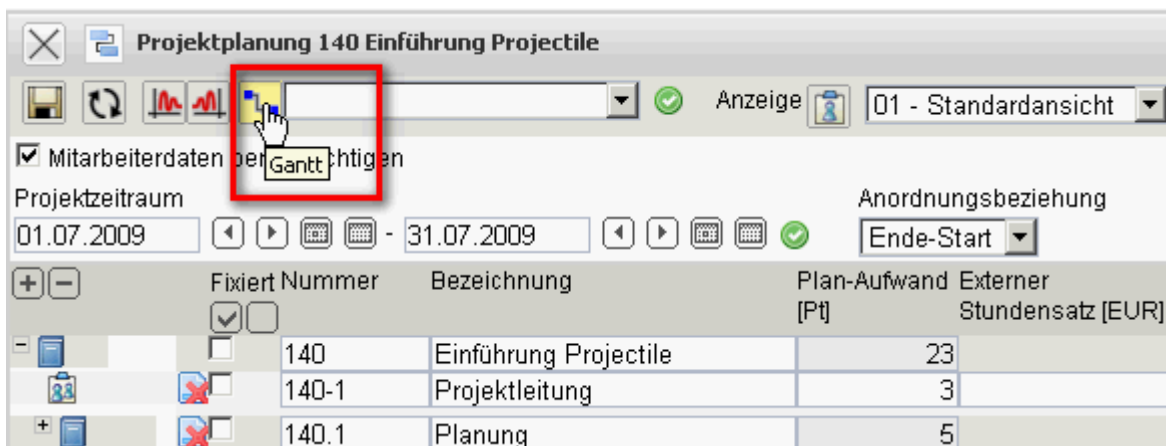 Projektplanung 140 Einführung Projectile
Anzeige 01 - Standardansicht
Mitarbeiterdaten ber chtigen
Gantt
Projektzeitraum Anordnungsbeziehung
01.07.2009 - 31.07.2009 Ende-Start
Fixiert Nummer Bezeichnung Plan-Aufwand Externer
[Pt] Stundensatz [EUR]
140 Einführung Projectile 23
140-1 Projektleitung 3
140.1 Planung 5